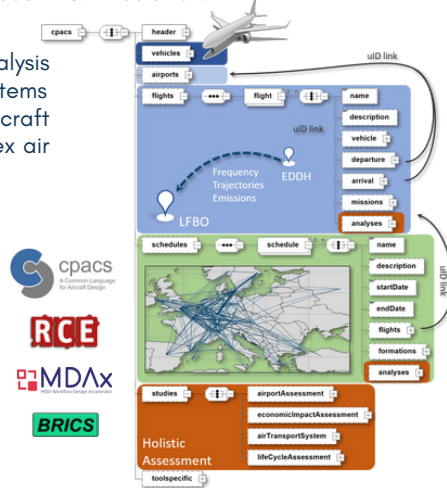 alysis
tems
craft
ex air
cpacs
header
vehicles
airports
uID link
flights
flight
name
description
uID link
vehicle
departure
arrival
missions
analyses
Frequency
Trajectories
Emissions
EDDH
LFBO
schedules
schedule
name
description
startDate
endDate
flights
formations
analyses
uID link
cpacs
A Common Language
for Aircraft Design
RCE
MDAx
MDO Workflow Design Accelerator
BRICS
studies
airportAssessment
economicImpactAssessment
airTransportSystem
lifeCycleAssessment
Holistic
Assessment
toolspecific